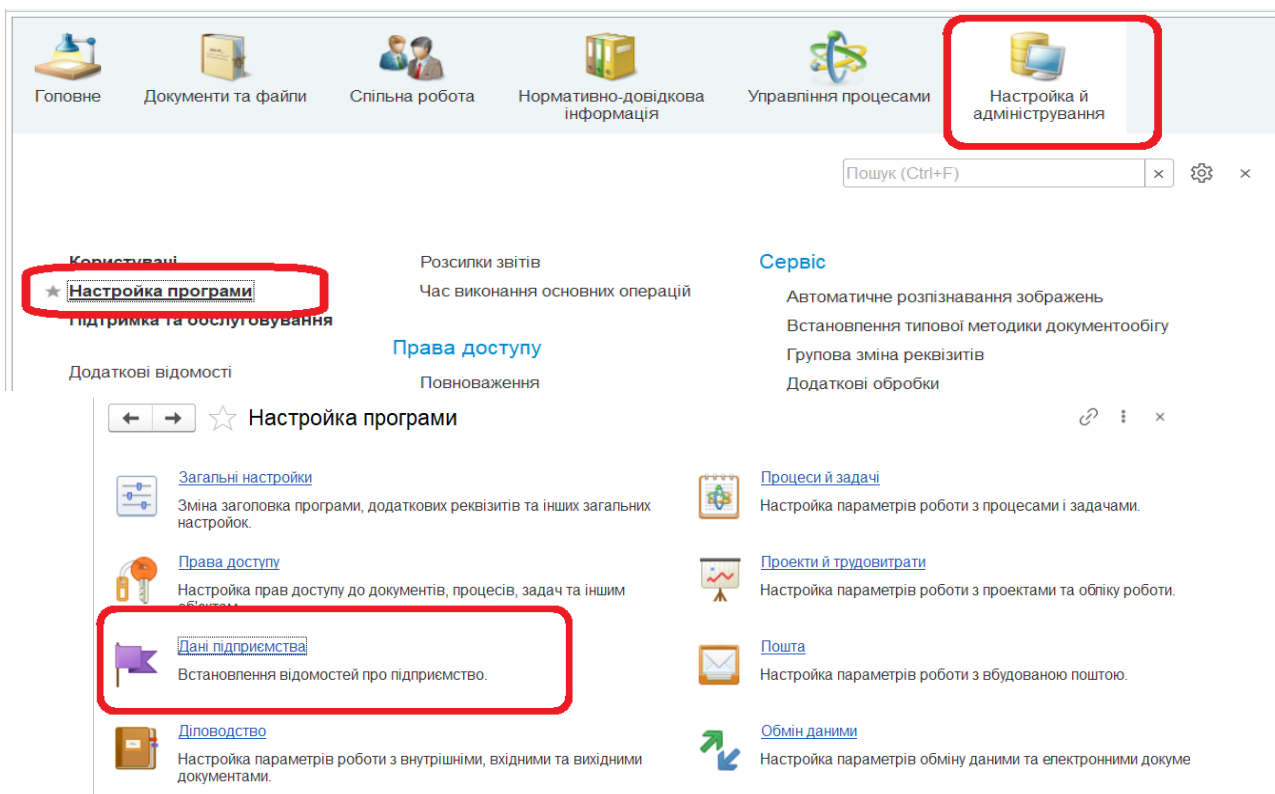 Головне
Документи та файли
Спільна робота
Нормативно-довідкова
інформація
Управління процесами
Настройка й
адміністрування
Пошук (Ctrl+F)
Користувачі
Настройка програми
Підтримка та обслуговування
Додаткові відомості
Розсилки звітів
Час виконання основних операцій
Права доступу
Повноваження
Сервіс
Автоматичне розпізнавання зображень
Встановлення типової методики документообігу
Групова зміна реквізитів
Додаткові обробки
Настройка програми
Загальні настройки
Зміна заголовка програми, додаткових реквізитів та інших загальних
настройок.
Права доступу
Настройка прав доступу до документів, процесів, задач та іншим
об'єктам.
Дані підприємства
Встановлення відомостей про підприємство.
Діловодство
Настройка параметрів роботи з внутрішніми, вхідними та вихідними
документами.
Процеси й задачі
Настройка параметрів роботи з процесами і задачами.
Проекти й трудовитрати
Настройка параметрів роботи з проектами та обліку роботи.
Пошта
Настройка параметрів роботи з вбудованою поштою.
Обмін даними
Настройка параметрів обміну даними та електронними докуме